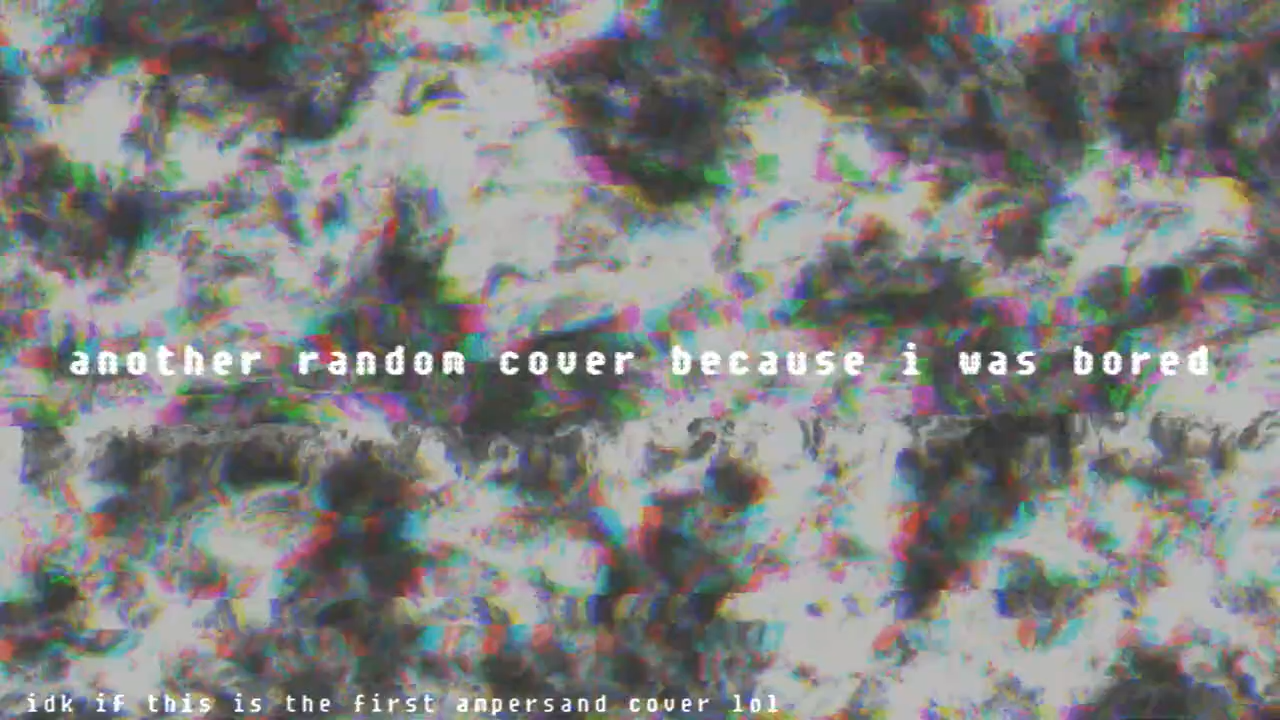 another random cover because i was bored
idk if this is the first ampersand cover lol